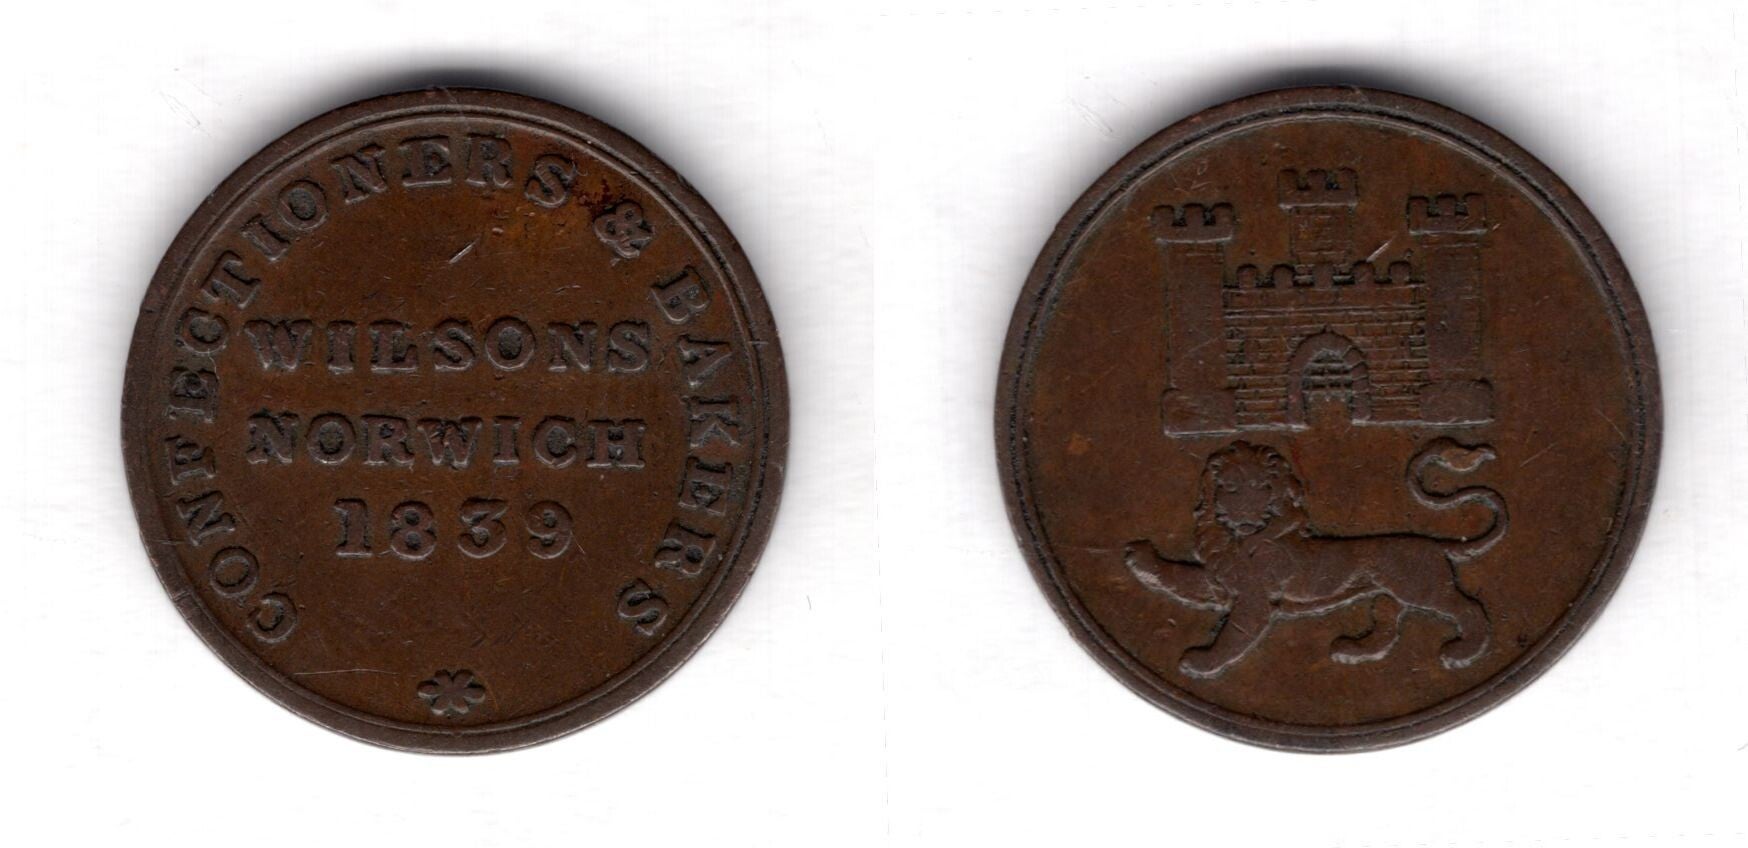 CONFECTIONERS & BAKERS
WILSONS
NORWICH
1839